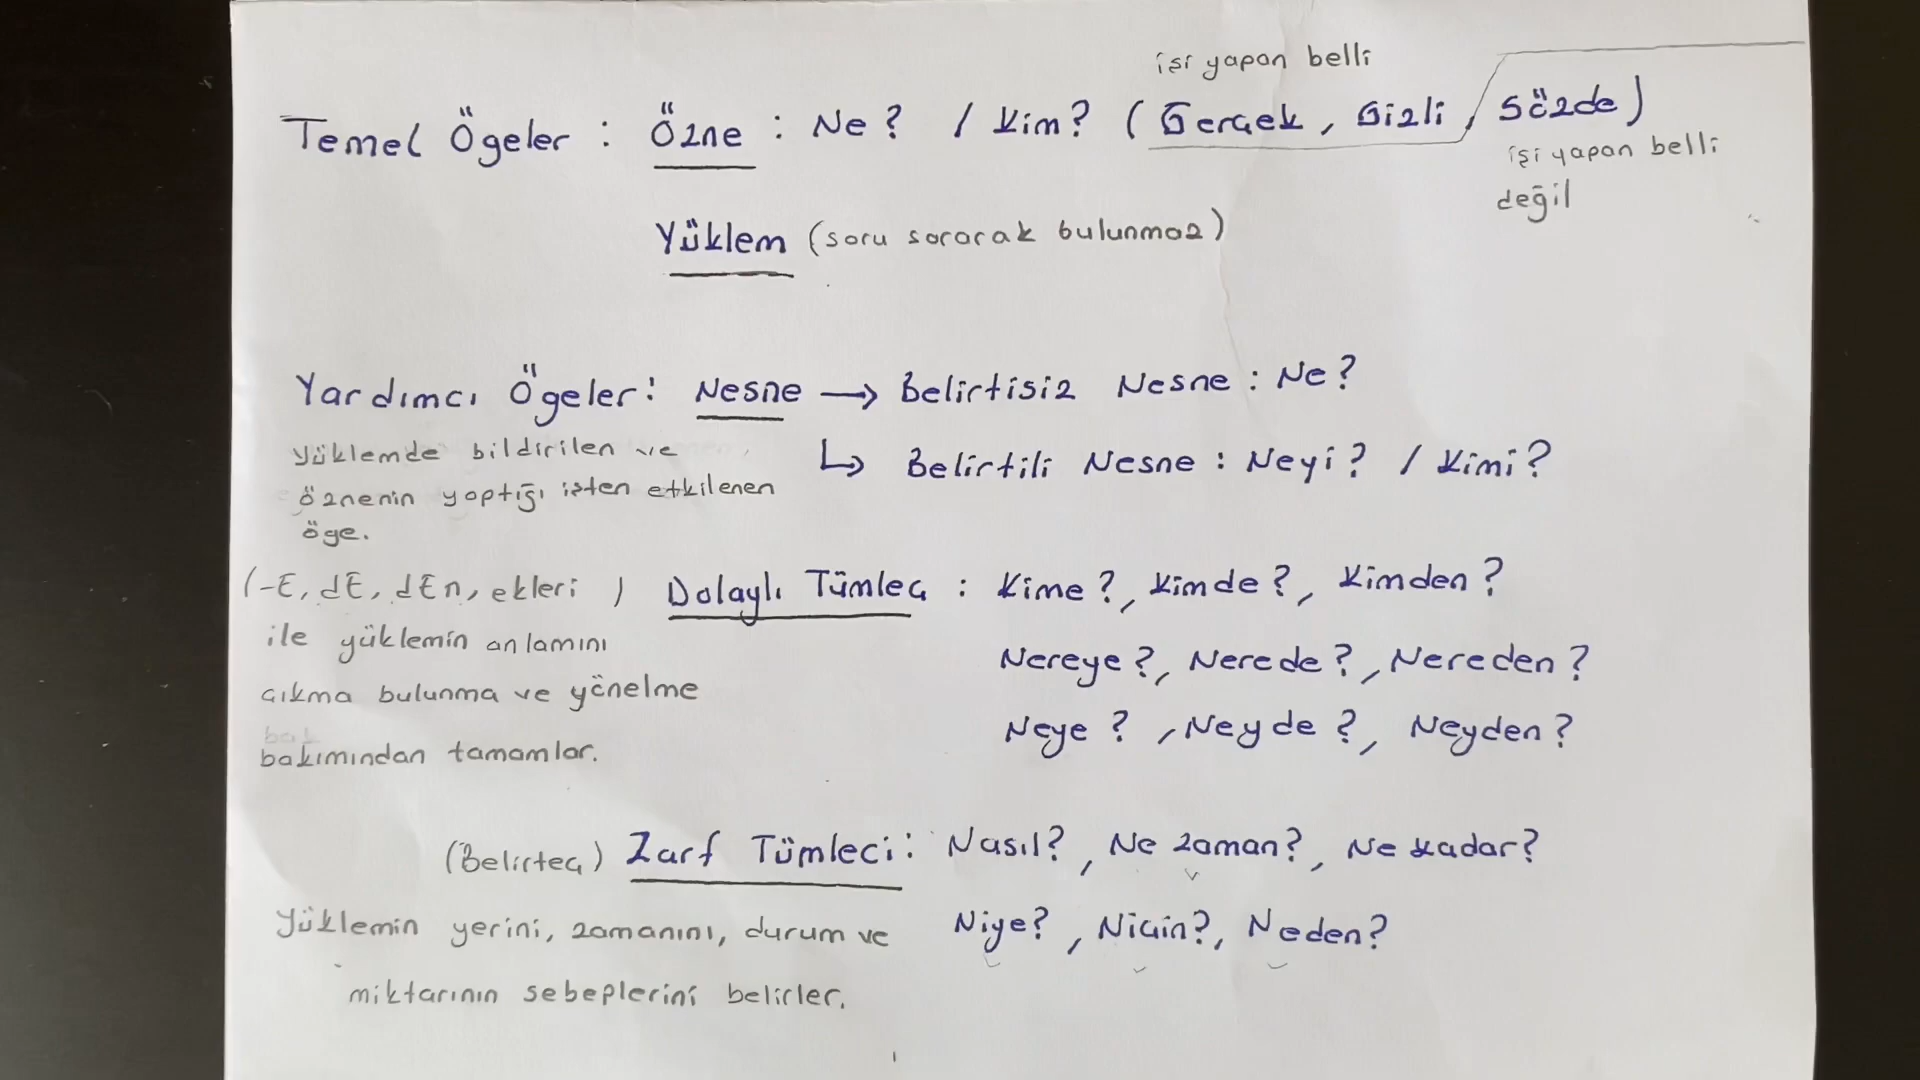 işi yapan belli
Temel Ögeler : Özne : Ne? / Kim? (Gerçek, Gizli, Sözde)
işi yapan belli
değil
Yüklem (soru sorarak bulunmaz)
Yardımcı Ögeler: Nesne → Belirtisiz Nesne : Ne?
↳ Belirtili Nesne : Neyi? / Kimi?
Yüklemde bildirilen ve
öznenin yaptığı işten etkilenen
öge.
(-E, dE, dEn, ekleri ) Dolaylı Tümleç : Kime?, Kimde?, Kimden?
ile yüklemin anlamını
çıkma bulunma ve yönelme
bakımından tamamlar.
Nereye?, Nerede?, Nereden?
Neye?, Neyde?, Neyden?
(Belirteç) Zarf Tümleci: Nasıl?, Ne zaman?, Ne kadar?
Niye?, Niçin?, Neden?
Yüklemin yerini, zamanını, durum ve
miktarının sebeplerini belirler.